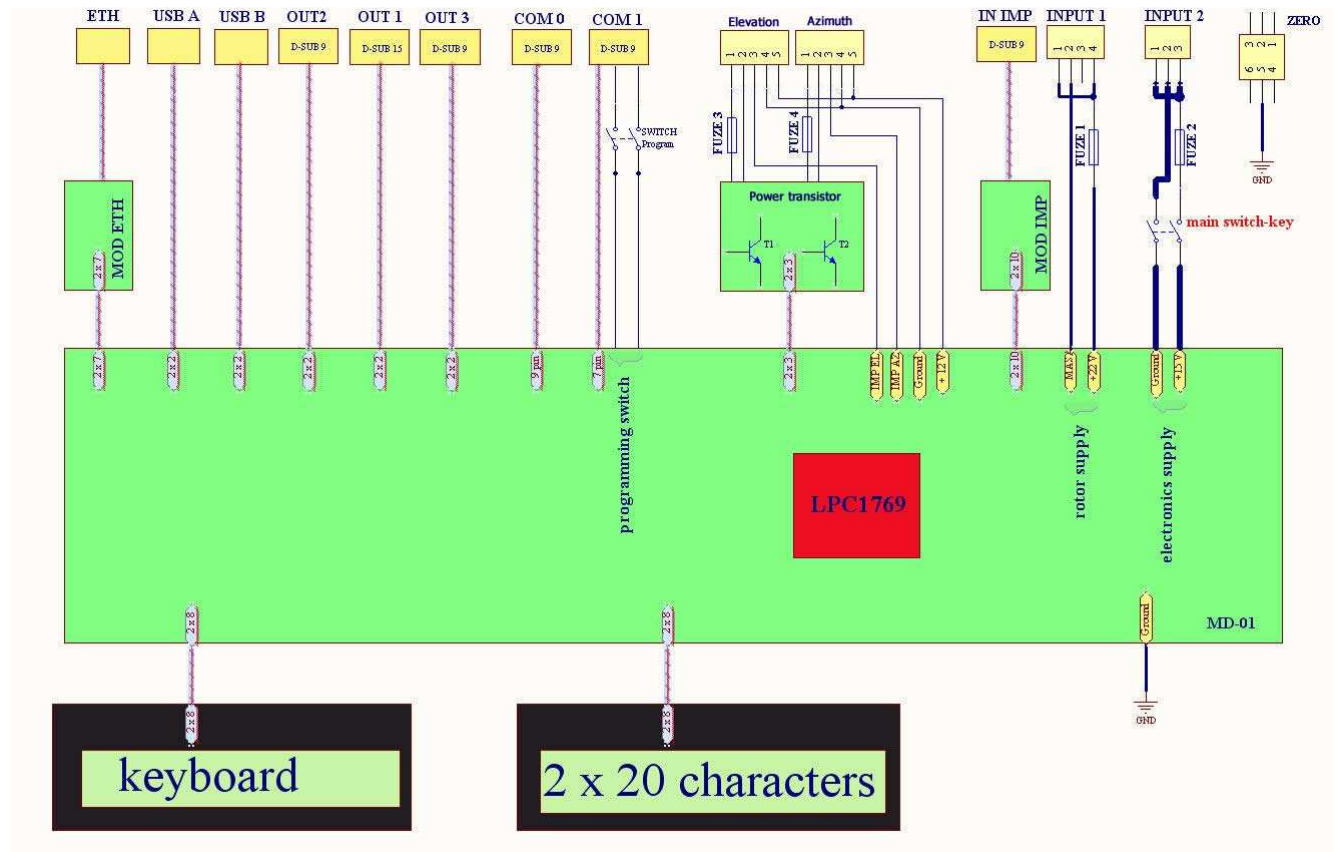 ETH USB A USB B OUT2 OUT 1 OUT 3 COM 0 COM 1 Elevation Azimuth IN IMP INPUT 1 INPUT 2 ZERO
D-SUB 9 D-SUB 15 D-SUB 9 D-SUB 9 D-SUB 9 D-SUB 9
1 2 3 4 5 1 2 3 4 5 1 2 3 4 1 2 3
3 2 1
6 5 4
SWITCH
Program
FUZE 3 FUZE 4 FUZE 1 FUZE 2
GND
MOD ETH
2 x 7
Power transistor
T1 T2
2 x 3
MOD IMP
2 x 10
main switch-key
2 x 7 2 x 2 2 x 2 2 x 2 2 x 2 2 x 2 9 pin 7 pin 2 x 3 IMP EL IMP AZ Ground + 12 V 2 x 10 +22 V Ground +15 V
programming switch
rotor supply
electronics supply
LPC1769
2 x 8 2 x 8 Ground
MD-01
GND
2 x 8 2 x 8
keyboard
2 x 20 characters